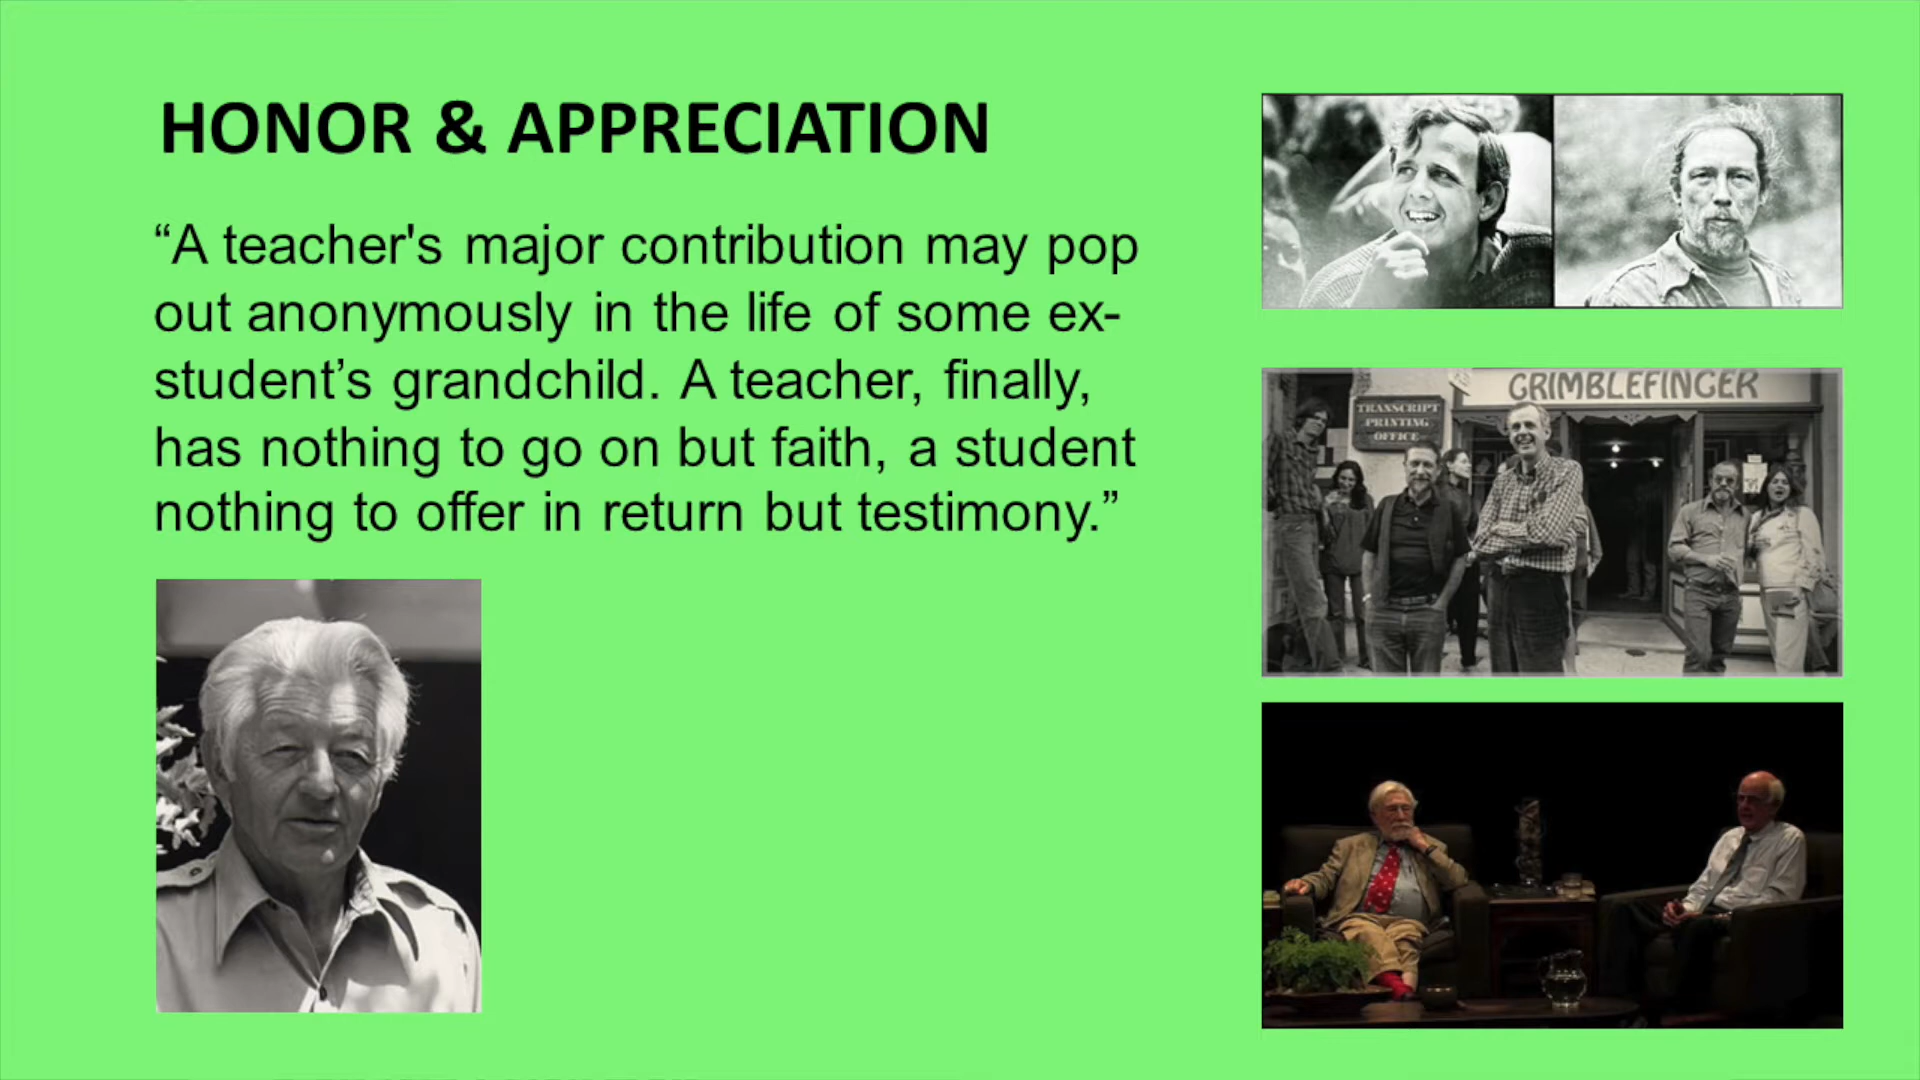 HONOR & APPRECIATION
“A teacher's major contribution may pop
out anonymously in the life of some ex-
student’s grandchild. A teacher, finally,
has nothing to go on but faith, a student
nothing to offer in return but testimony.”
GRIMBLEFINGER
TRANSCRIPT
PRINTING
OFFICE